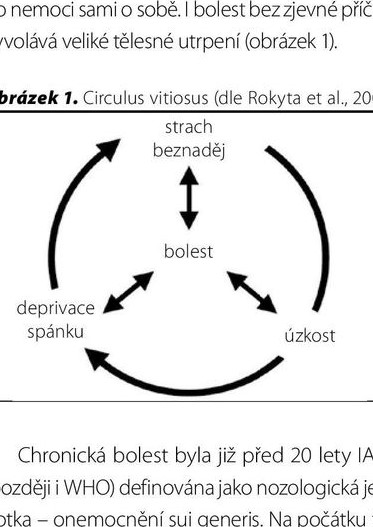 o nemoci sami o sobě. I bolest bez zjevné příč
yvolává veliké tělesné utrpení (obrázek 1).
brázek 1. Circulus vitiosus (dle Rokyta et al., 200
strach
beznaděj
bolest
deprivace
spánku
úzkost
Chronická bolest byla již před 20 lety IA
později i WHO) definována jako nozologická je
otka – onemocnění sui generis. Na počátku